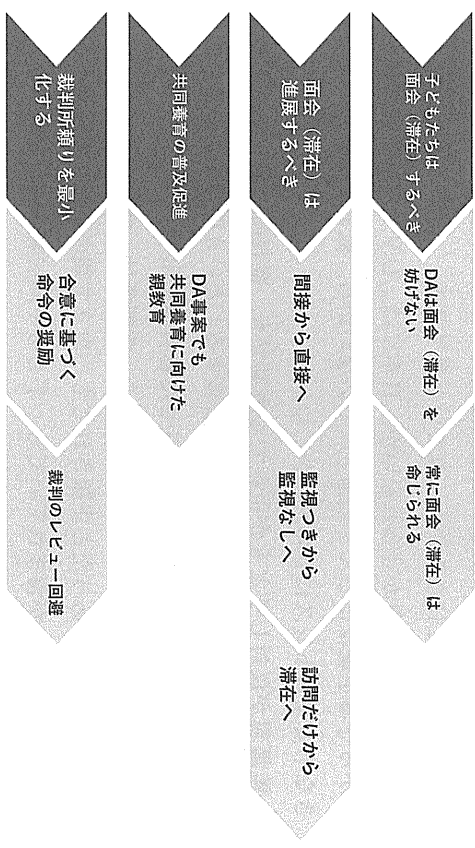 子どもたちは
面会（滞在）するべき
DAは面会（滞在）を
妨げない
常に面会（滞在）は
命じられる
面会（滞在）は
進展するべき
間接から直接へ
監視つきから
監視なしへ
訪問だけから
滞在へ
共同養育の普及促進
DA事案でも
共同養育に向けた
親教育
裁判所頼りを最小
化する
合意に基づく
命令の奨励
裁判のレビュー回避